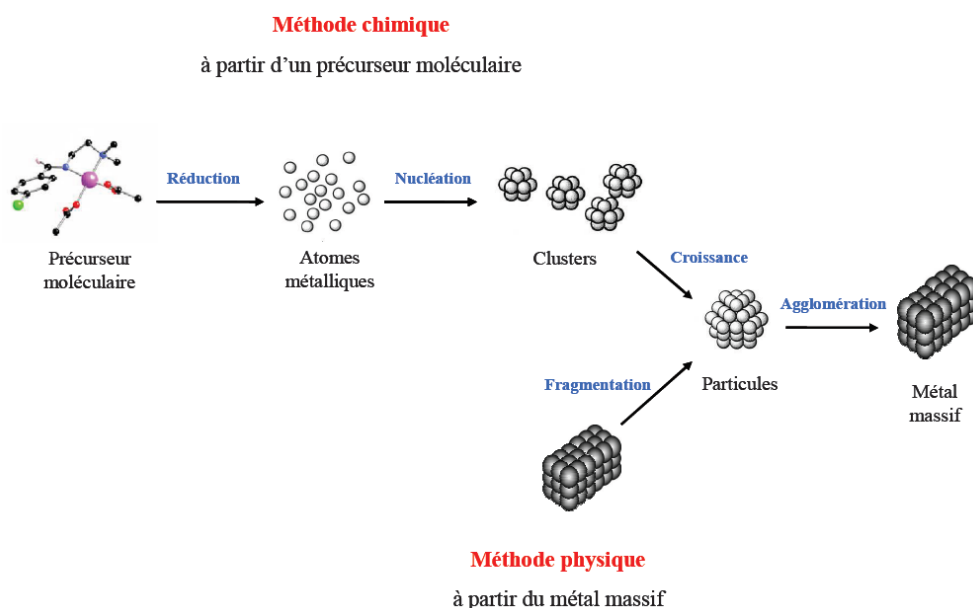 Méthode chimique
à partir d’un précurseur moléculaire
Réduction
Nucléation
Précurseur
moléculaire
Atomes
métalliques
Clusters
Croissance
Agglomération
Fragmentation
Particules
Métal
massif
Méthode physique
à partir du métal massif